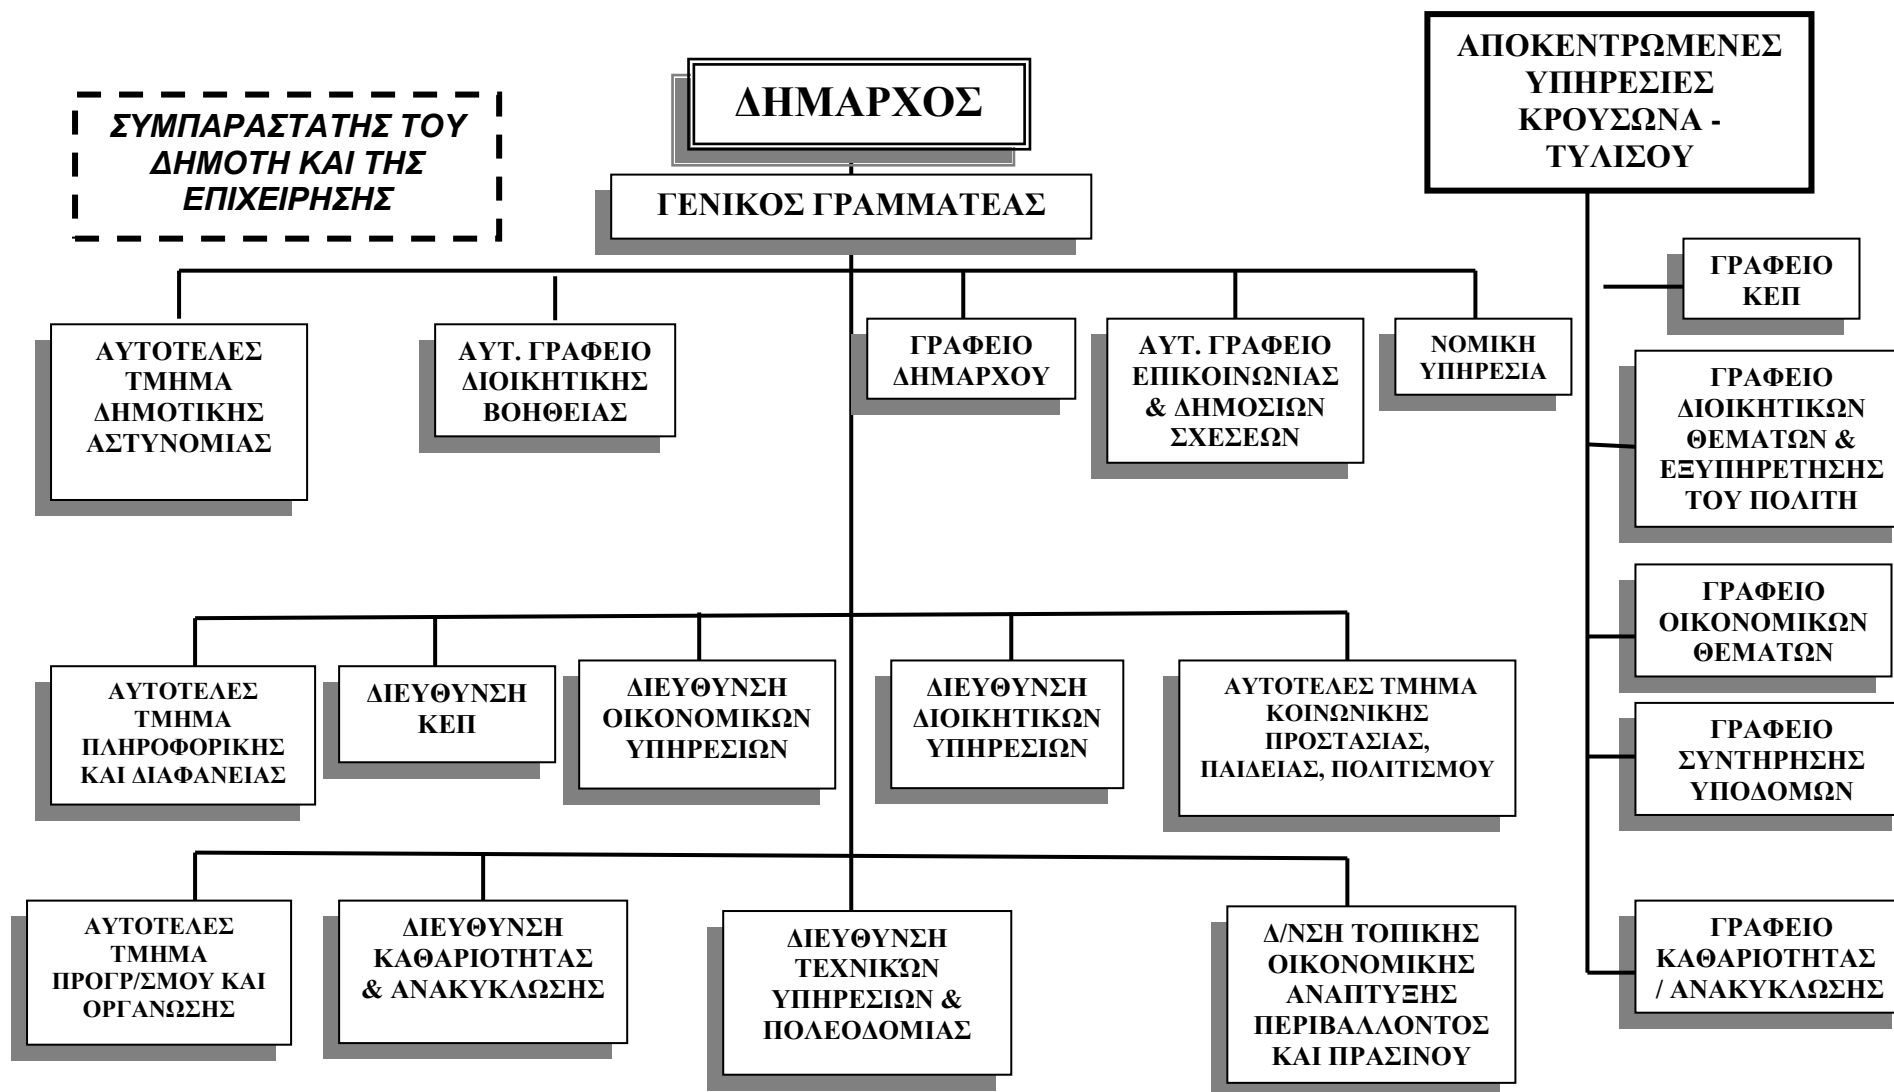 ΔΗΜΑΡΧΟΣ
ΣΥΜΠΑΡΑΣΤΑΤΗΣ ΤΟΥ
ΔΗΜΟΤΗ ΚΑΙ ΤΗΣ
ΕΠΙΧΕΙΡΗΣΗΣ
ΓΕΝΙΚΟΣ ΓΡΑΜΜΑΤΕΑΣ
ΑΥΤΟΤΕΛΕΣ
ΤΜΗΜΑ
ΔΗΜΟΤΙΚΗΣ
ΑΣΤΥΝΟΜΙΑΣ
ΑΥΤ. ΓΡΑΦΕΙΟ
ΔΙΟΙΚΗΤΙΚΗΣ
ΒΟΗΘΕΙΑΣ
ΓΡΑΦΕΙΟ
ΔΗΜΑΡΧΟΥ
ΑΥΤ. ΓΡΑΦΕΙΟ
ΕΠΙΚΟΙΝΩΝΙΑΣ
& ΔΗΜΟΣΙΩΝ
ΣΧΕΣΕΩΝ
ΝΟΜΙΚΗ
ΥΠΗΡΕΣΙΑ
ΑΥΤΟΤΕΛΕΣ
ΤΜΗΜΑ
ΠΛΗΡΟΦΟΡΙΚΗΣ
ΚΑΙ ΔΙΑΦΑΝΕΙΑΣ
ΔΙΕΥΘΥΝΣΗ
ΚΕΠ
ΔΙΕΥΘΥΝΣΗ
ΟΙΚΟΝΟΜΙΚΩΝ
ΥΠΗΡΕΣΙΩΝ
ΔΙΕΥΘΥΝΣΗ
ΔΙΟΙΚΗΤΙΚΩΝ
ΥΠΗΡΕΣΙΩΝ
ΑΥΤΟΤΕΛΕΣ ΤΜΗΜΑ
ΚΟΙΝΩΝΙΚΗΣ
ΠΡΟΣΤΑΣΙΑΣ,
ΠΑΙΔΕΙΑΣ, ΠΟΛΙΤΙΣΜΟΥ
ΑΥΤΟΤΕΛΕΣ
ΤΜΗΜΑ
ΠΡΟΓΡ/ΣΜΟΥ ΚΑΙ
ΟΡΓΑΝΩΣΗΣ
ΔΙΕΥΘΥΝΣΗ
ΚΑΘΑΡΙΟΤΗΤΑΣ
& ΑΝΑΚΥΚΛΩΣΗΣ
ΔΙΕΥΘΥΝΣΗ
ΤΕΧΝΙΚΏΝ
ΥΠΗΡΕΣΙΩΝ &
ΠΟΛΕΟΔΟΜΙΑΣ
Δ/ΝΣΗ ΤΟΠΙΚΗΣ
ΟΙΚΟΝΟΜΙΚΗΣ
ΑΝΑΠΤΥΞΗΣ
ΠΕΡΙΒΑΛΛΟΝΤΟΣ
ΚΑΙ ΠΡΑΣΙΝΟΥ
ΑΠΟΚΕΝΤΡΩΜΕΝΕΣ
ΥΠΗΡΕΣΙΕΣ
ΚΡΟΥΣΩΝΑ -
ΤΥΛΙΣΟΥ
ΓΡΑΦΕΙΟ
ΚΕΠ
ΓΡΑΦΕΙΟ
ΔΙΟΙΚΗΤΙΚΩΝ
ΘΕΜΑΤΩΝ &
ΕΞΥΠΗΡΕΤΗΣΗΣ
ΤΟΥ ΠΟΛΙΤΗ
ΓΡΑΦΕΙΟ
ΟΙΚΟΝΟΜΙΚΩΝ
ΘΕΜΑΤΩΝ
ΓΡΑΦΕΙΟ
ΣΥΝΤΗΡΗΣΗΣ
ΥΠΟΔΟΜΩΝ
ΓΡΑΦΕΙΟ
ΚΑΘΑΡΙΟΤΗΤΑΣ
/ ΑΝΑΚΥΚΛΩΣΗΣ